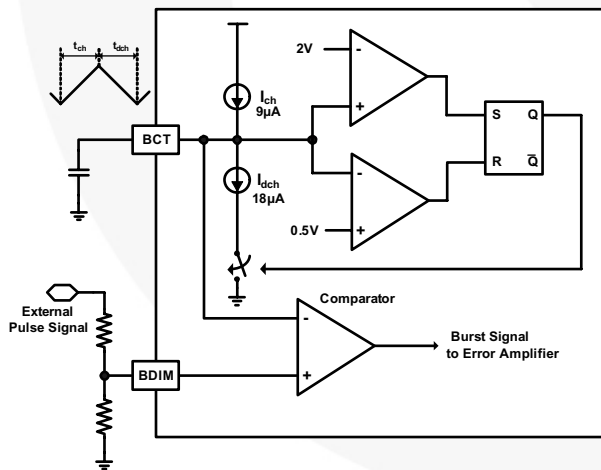 tch
tdch
2V
-
+
Ich
9µA
BCT
S
Q
R
Q̅
Idch
18µA
-
+
0.5V
External
Pulse Signal
Comparator
-
+
Burst Signal
to Error Amplifier
BDIM